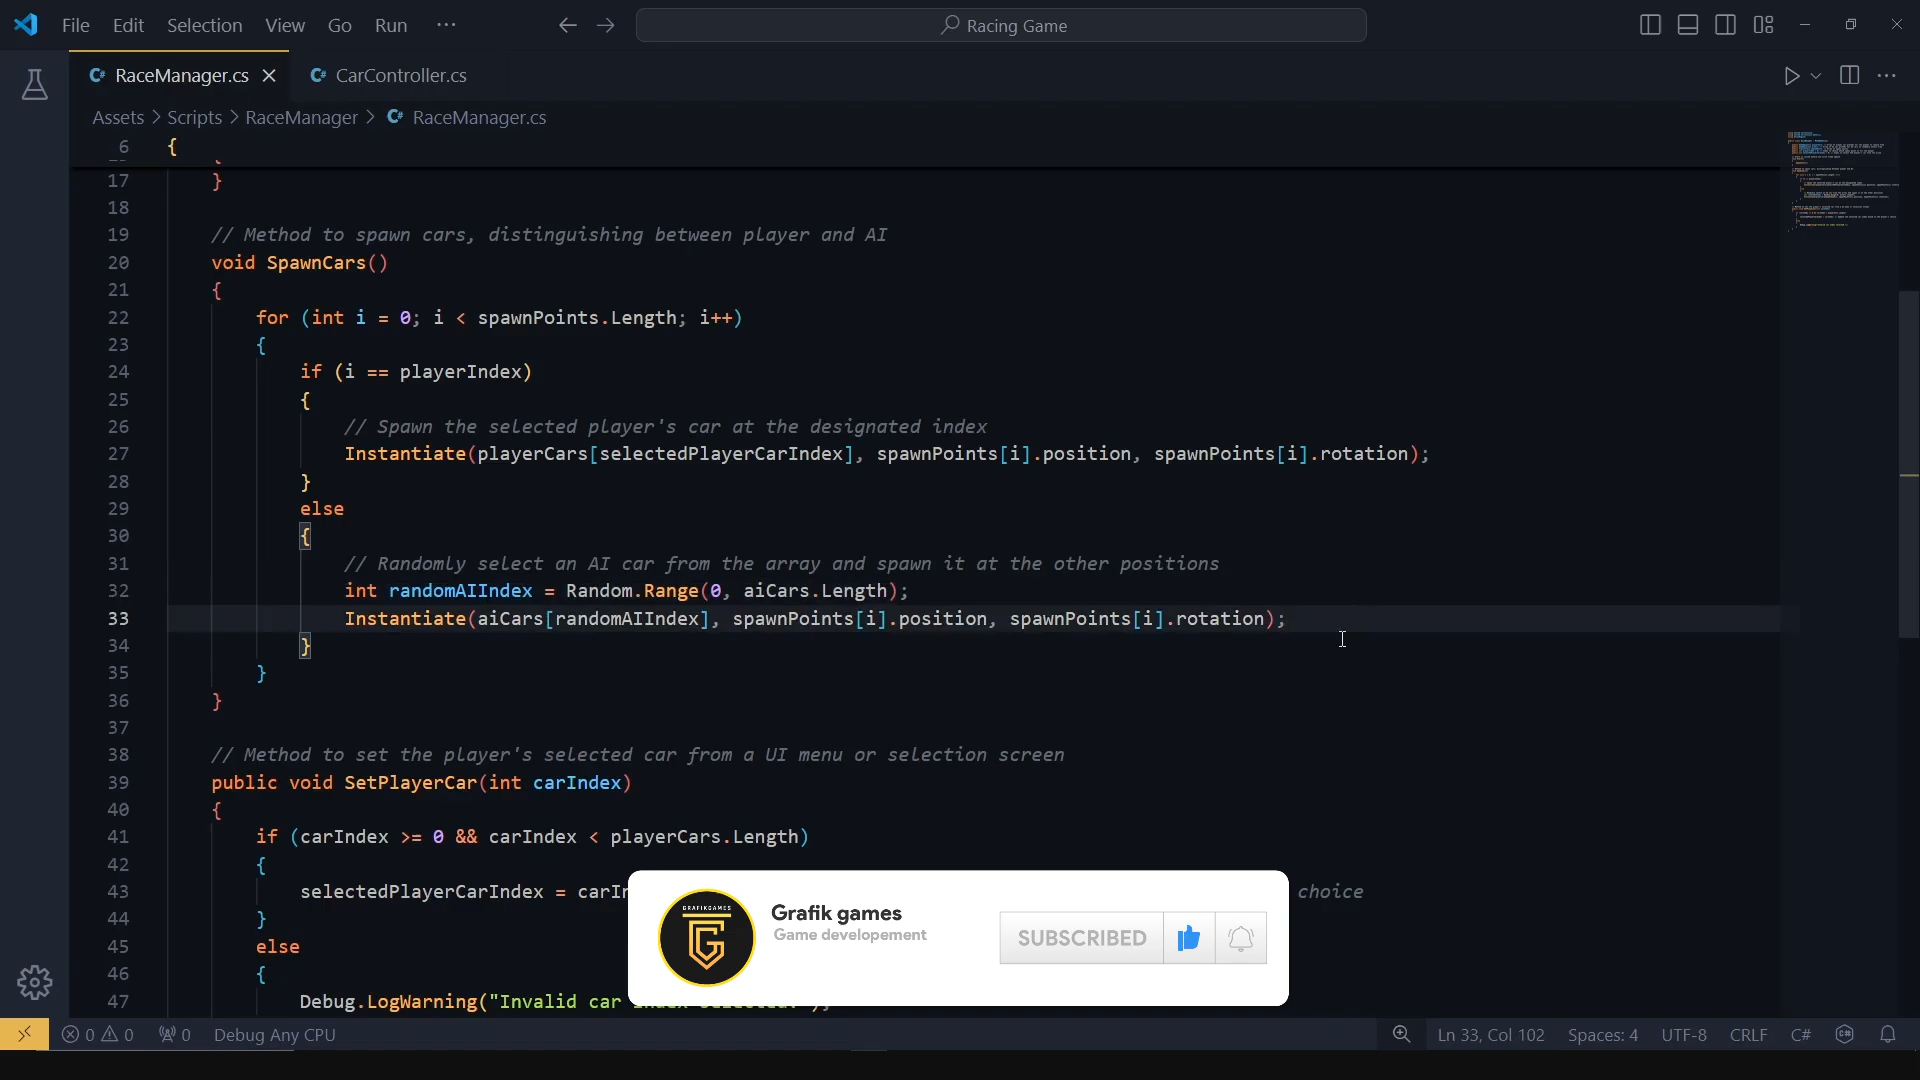 File Edit Selection View Go Run ...
Racing Game
RaceManager.cs
CarController.cs
Assets > Scripts > RaceManager > RaceManager.cs
6 {
17 }
18
19 // Method to spawn cars, distinguishing between player and AI
20 void SpawnCars()
21 {
22 for (int i = 0; i < spawnPoints.Length; i++)
23 {
24 if (i == playerIndex)
25 {
26 // Spawn the selected player's car at the designated index
27 Instantiate(playerCars[selectedPlayerCarIndex], spawnPoints[i].position, spawnPoints[i].rotation);
28 }
29 else
30 {
31 // Randomly select an AI car from the array and spawn it at the other positions
32 int randomAIIndex = Random.Range(0, aiCars.Length);
33 Instantiate(aiCars[randomAIIndex], spawnPoints[i].position, spawnPoints[i].rotation);
34 }
35 }
36 }
37
38 // Method to set the player's selected car from a UI menu or selection screen
39 public void SetPlayerCar(int carIndex)
40 {
41 if (carIndex >= 0 && carIndex < playerCars.Length)
42 {
43 selectedPlayerCarIndex = carIn choice
44 }
45 else
46 {
47 Debug.LogWarning("Invalid car
GRAFIKGAMES
Grafik games
Game developement
SUBSCRIBED
0 0 0 Debug Any CPU
Ln 33, Col 102 Spaces: 4 UTF-8 CRLF C#